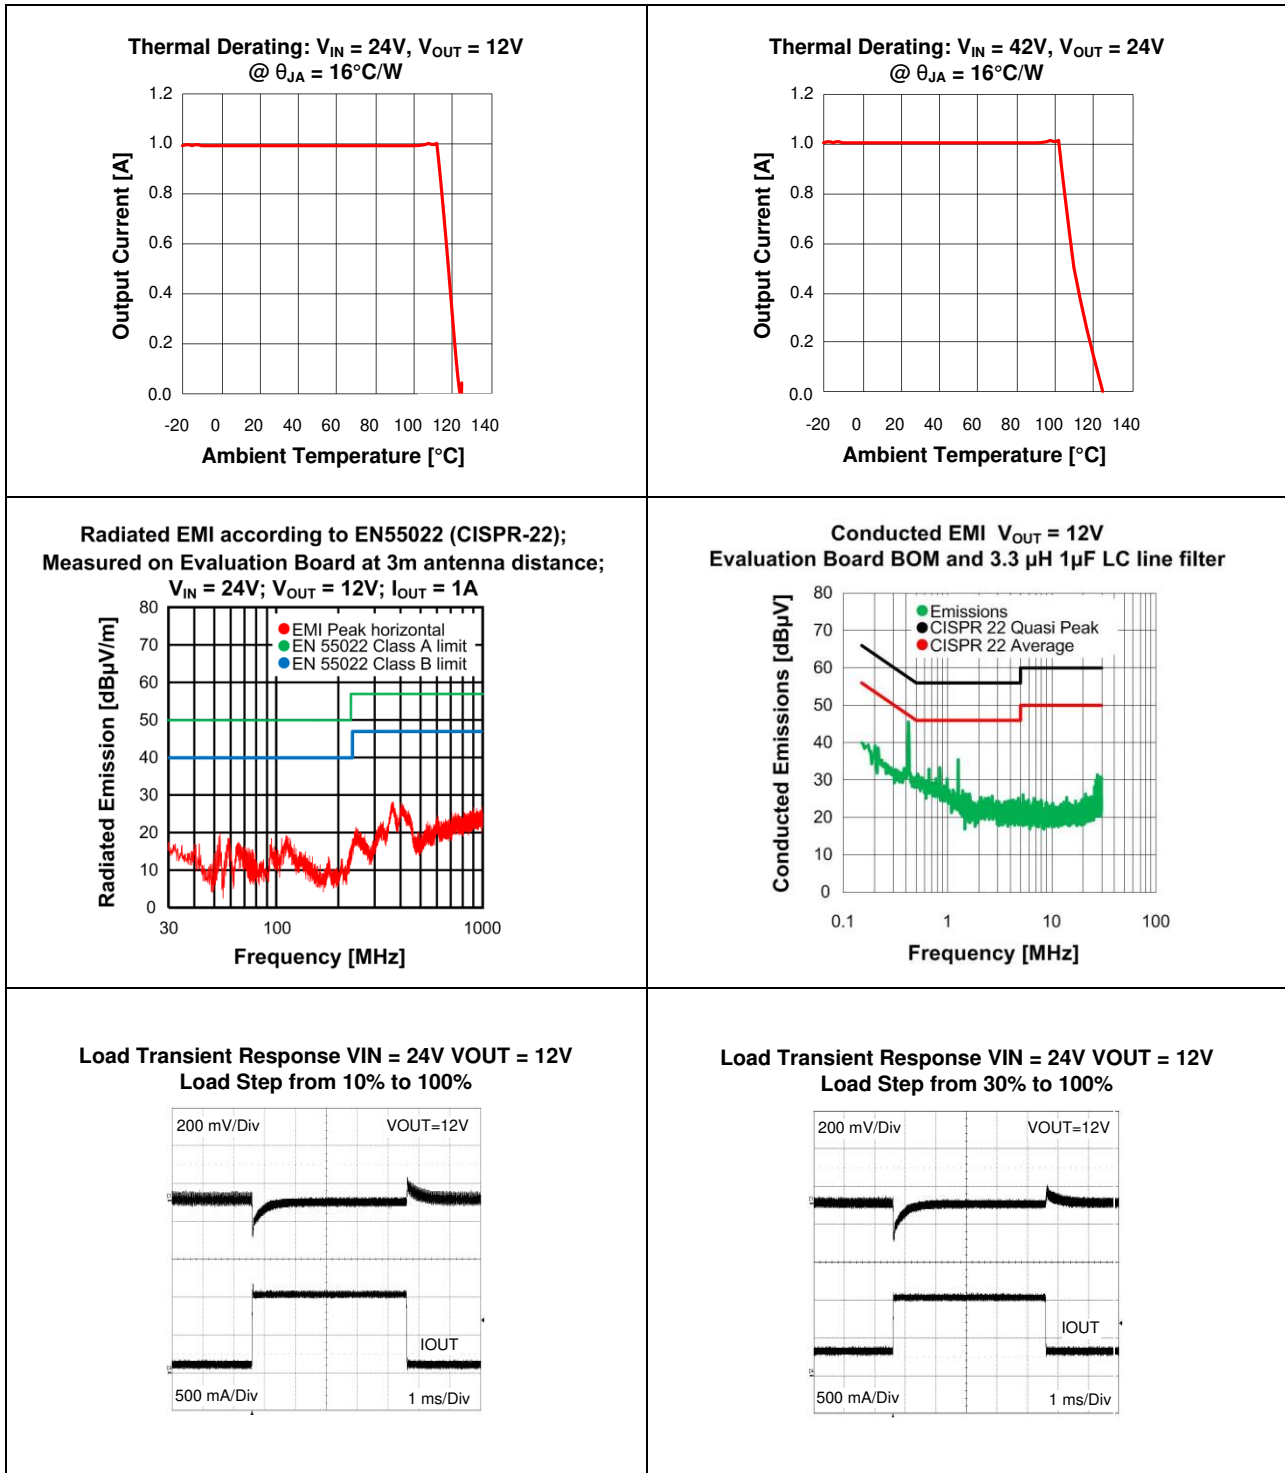 Thermal Derating: VIN = 24V, VOUT = 12V
@ θJA = 16°C/W
1.2
1.0
0.8
0.6
0.4
0.2
0.0
Output Current [A]
-20 0 20 40 60 80 100 120 140
Ambient Temperature [°C]
Thermal Derating: VIN = 42V, VOUT = 24V
@ θJA = 16°C/W
1.2
1.0
0.8
0.6
0.4
0.2
0.0
Output Current [A]
-20 0 20 40 60 80 100 120 140
Ambient Temperature [°C]
Radiated EMI according to EN55022 (CISPR-22);
Measured on Evaluation Board at 3m antenna distance;
VIN = 24V; VOUT = 12V; IOUT = 1A
80
70
60
50
40
30
20
10
0
Radiated Emission [dBµV/m]
EMI Peak horizontal
EN 55022 Class A limit
EN 55022 Class B limit
30 100 1000
Frequency [MHz]
Conducted EMI VOUT = 12V
Evaluation Board BOM and 3.3 µH 1µF LC line filter
80
70
60
50
40
30
20
10
0
Conducted Emissions [dBµV]
Emissions
CISPR 22 Quasi Peak
CISPR 22 Average
0.1 1 10 100
Frequency [MHz]
Load Transient Response VIN = 24V VOUT = 12V
Load Step from 10% to 100%
200 mV/Div VOUT=12V
IOUT
500 mA/Div 1 ms/Div
Load Transient Response VIN = 24V VOUT = 12V
Load Step from 30% to 100%
200 mV/Div VOUT=12V
IOUT
500 mA/Div 1 ms/Div